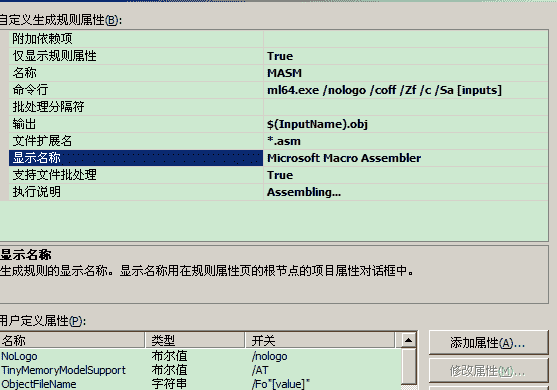 自定义生成规则属性(B):
附加依赖项
仅显示规则属性 True
名称 MASM
命令行 ml64.exe /nologo /coff /Zf /c /Sa [inputs]
批处理分隔符
输出 $(InputName).obj
文件扩展名 *.asm
显示名称 Microsoft Macro Assembler
支持文件批处理 True
执行说明 Assembling...
显示名称
生成规则的显示名称。显示名称用在规则属性页的根节点的项目属性对话框中。
用户定义属性(P):
名称 类型 开关
NoLogo 布尔值 /nologo
TinyMemoryModelSupport 布尔值 /AT
ObjectFileName 字符串 /Fo"[value]"
添加属性(A)...
修改属性(M)...